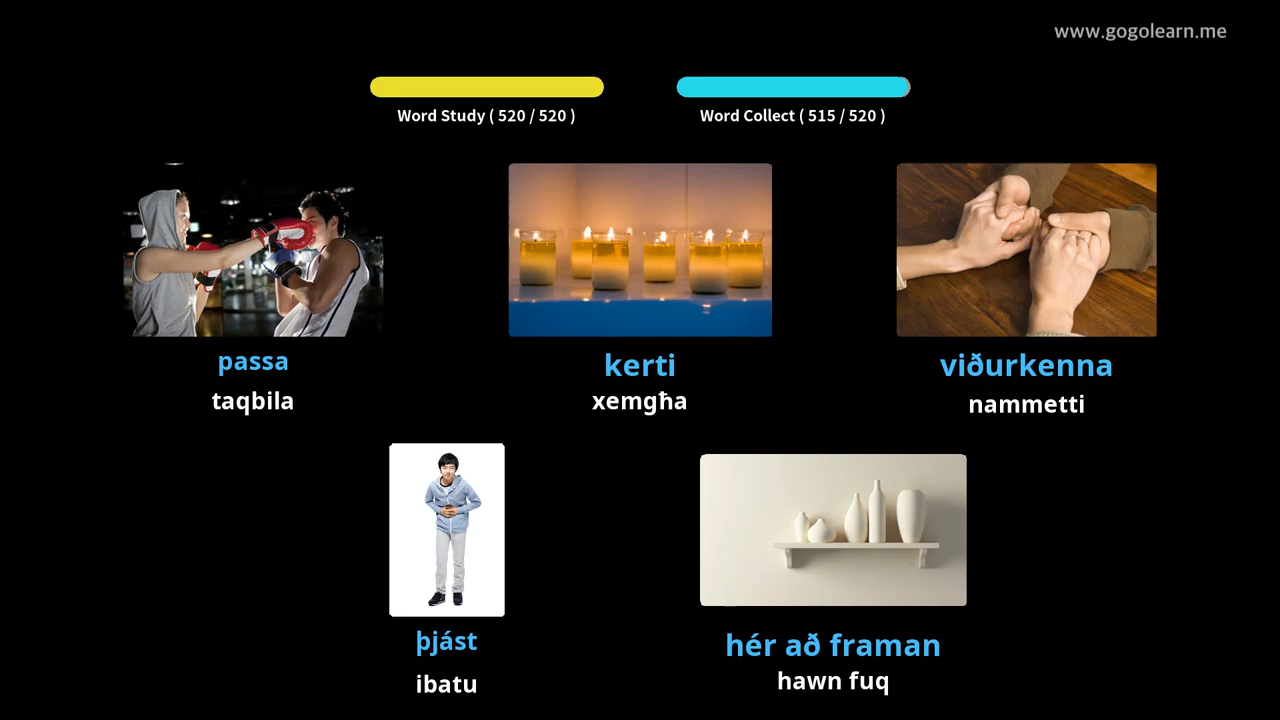 www.gogolearn.me
Word Study ( 520 / 520 )
Word Collect ( 515 / 520 )
passa
taqbila
kerti
xemgħa
viðurkenna
nammetti
þjást
ibatu
hér að framan
hawn fuq